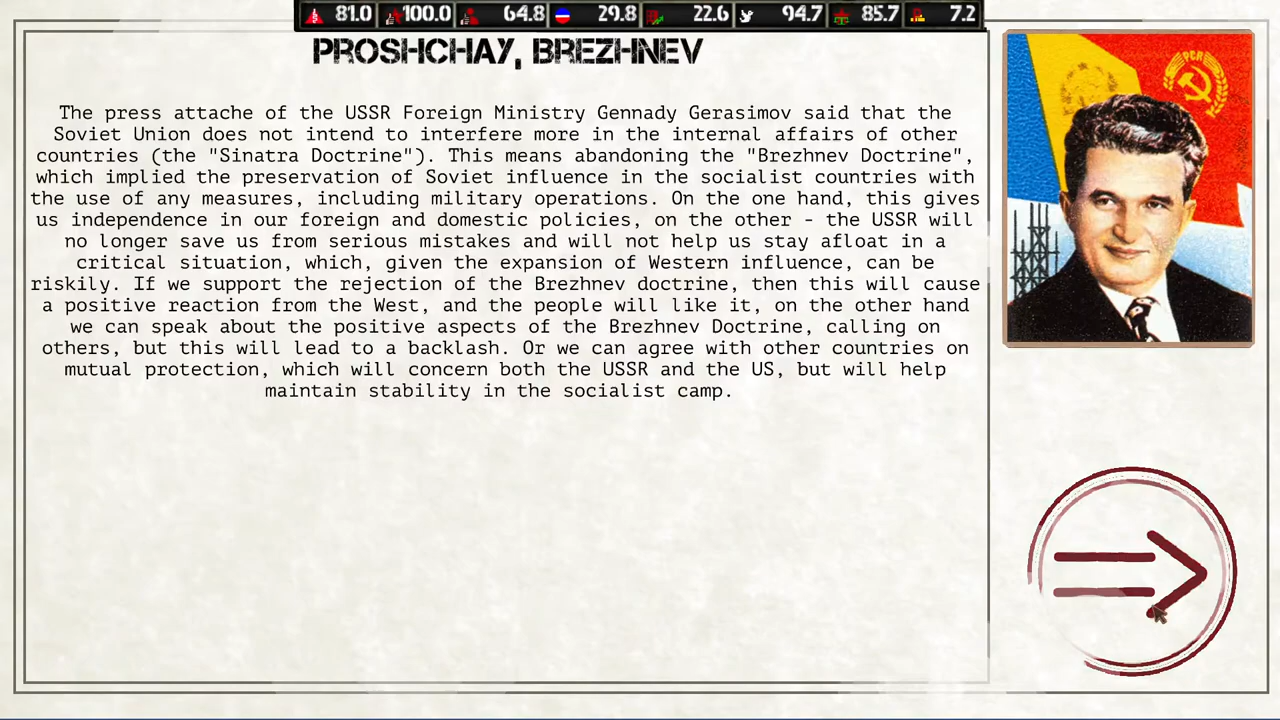 81.0 100.0 64.8 29.8 22.6 94.7 85.7 7.2
PROSHCHAY, BREZHNEV
The press attache of the USSR Foreign Ministry Gennady Gerasimov said that the
Soviet Union does not intend to interfere more in the internal affairs of other
countries (the "Sinatra Doctrine"). This means abandoning the "Brezhnev Doctrine",
which implied the preservation of Soviet influence in the socialist countries with
the use of any measures, including military operations. On the one hand, this gives
us independence in our foreign and domestic policies, on the other - the USSR will
no longer save us from serious mistakes and will not help us stay afloat in a
critical situation, which, given the expansion of Western influence, can be
riskily. If we support the rejection of the Brezhnev doctrine, then this will cause
a positive reaction from the West, and the people will like it, on the other hand
we can speak about the positive aspects of the Brezhnev Doctrine, calling on
others, but this will lead to a backlash. Or we can agree with other countries on
mutual protection, which will concern both the USSR and the US, but will help
maintain stability in the socialist camp.
PCR